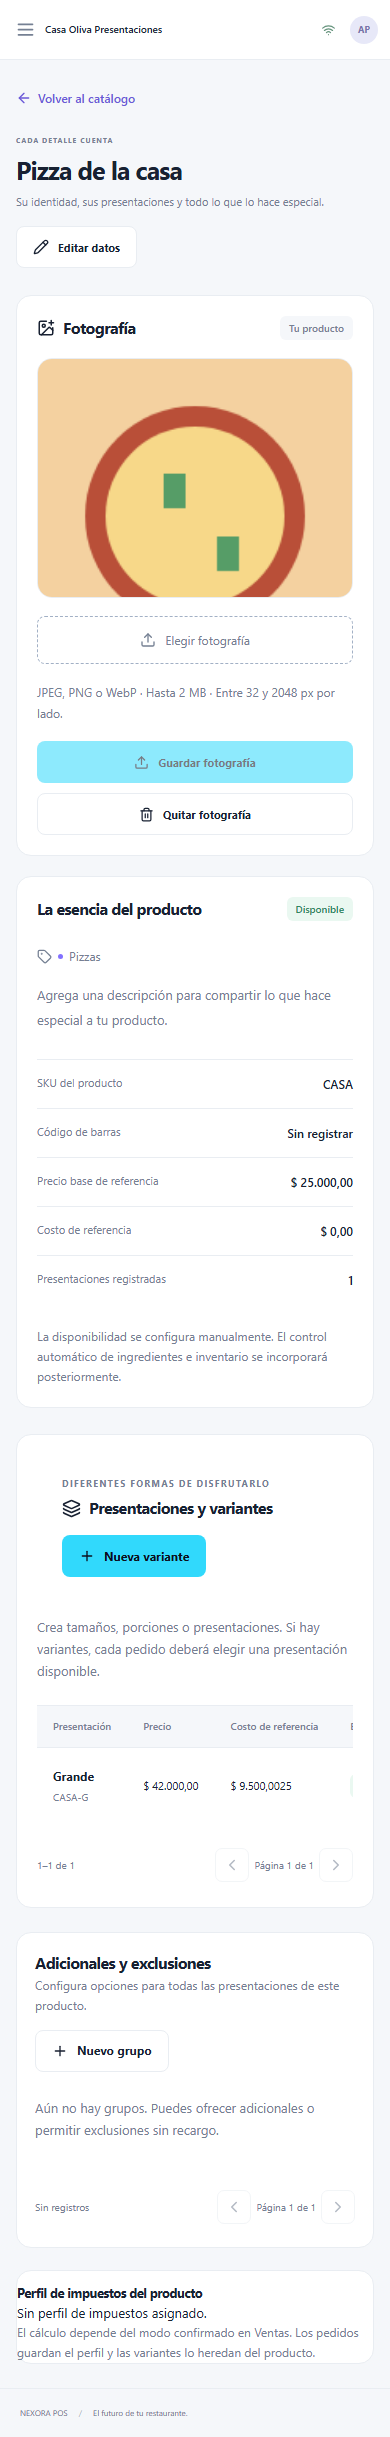 Casa Oliva Presentaciones
AP
Volver al catálogo
CADA DETALLE CUENTA
Pizza de la casa
Su identidad, sus presentaciones y todo lo que lo hace especial.
Editar datos
Fotografía
Tu producto
Elegir fotografía
JPEG, PNG o WebP · Hasta 2 MB · Entre 32 y 2048 px por
lado.
Guardar fotografía
Quitar fotografía
La esencia del producto
Disponible
Pizzas
Agrega una descripción para compartir lo que hace
especial a tu producto.
SKU del producto
CASA
Código de barras
Sin registrar
Precio base de referencia
$ 25.000,00
Costo de referencia
$ 0,00
Presentaciones registradas
1
La disponibilidad se configura manualmente. El control
automático de ingredientes e inventario se incorporará
posteriormente.
DIFERENTES FORMAS DE DISFRUTARLO
Presentaciones y variantes
Nueva variante
Crea tamaños, porciones o presentaciones. Si hay
variantes, cada pedido deberá elegir una presentación
disponible.
Presentación Precio Costo de referencia
Grande
CASA-G
$ 42.000,00
$ 9.500,0025
1–1 de 1
Página 1 de 1
Adicionales y exclusiones
Configura opciones para todas las presentaciones de este
producto.
Nuevo grupo
Aún no hay grupos. Puedes ofrecer adicionales o
permitir exclusiones sin recargo.
Sin registros
Página 1 de 1
Perfil de impuestos del producto
Sin perfil de impuestos asignado.
El cálculo depende del modo confirmado en Ventas. Los pedidos
guardan el perfil y las variantes lo heredan del producto.
NEXORA POS / El futuro de tu restaurante.